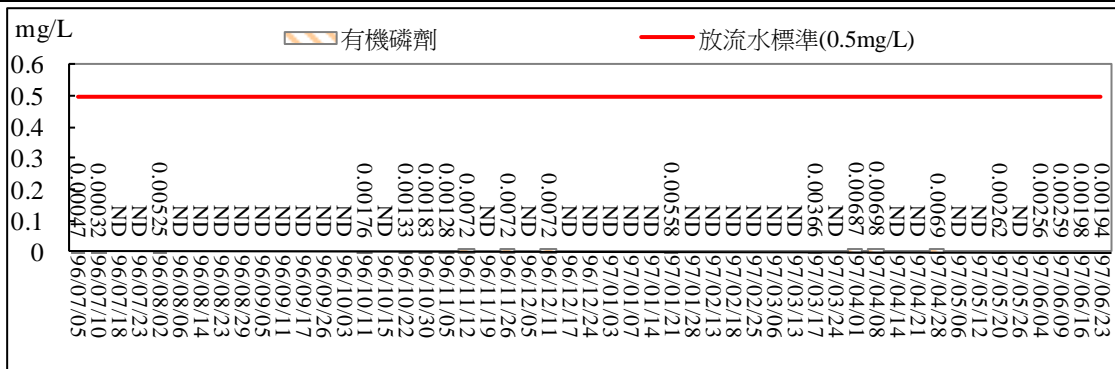 mg/L
有機磷劑
放流水標準(0.5mg/L)
0.6
0.5
0.4
0.3
0.2
0.1
0
0.00047
0.00032
ND
ND
0.00525
ND
ND
ND
ND
ND
ND
ND
ND
ND
0.00176
ND
0.00133
0.00183
0.00128
0.0072
ND
0.0072
ND
0.0072
ND
ND
ND
ND
ND
0.00558
ND
ND
ND
ND
ND
ND
0.00366
ND
0.00687
0.00698
ND
ND
0.0069
ND
ND
0.00262
ND
0.00256
0.00259
0.00198
0.00194
96/07/05
96/07/10
96/07/18
96/07/23
96/08/02
96/08/06
96/08/14
96/08/23
96/08/29
96/09/05
96/09/11
96/09/17
96/09/26
96/10/03
96/10/11
96/10/15
96/10/22
96/10/30
96/11/05
96/11/12
96/11/19
96/11/26
96/12/05
96/12/11
96/12/17
96/12/24
97/01/03
97/01/07
97/01/14
97/01/21
97/01/28
97/02/13
97/02/18
97/02/25
97/03/06
97/03/13
97/03/17
97/03/24
97/04/01
97/04/08
97/04/14
97/04/21
97/04/28
97/05/06
97/05/12
97/05/20
97/05/26
97/06/04
97/06/09
97/06/16
97/06/23